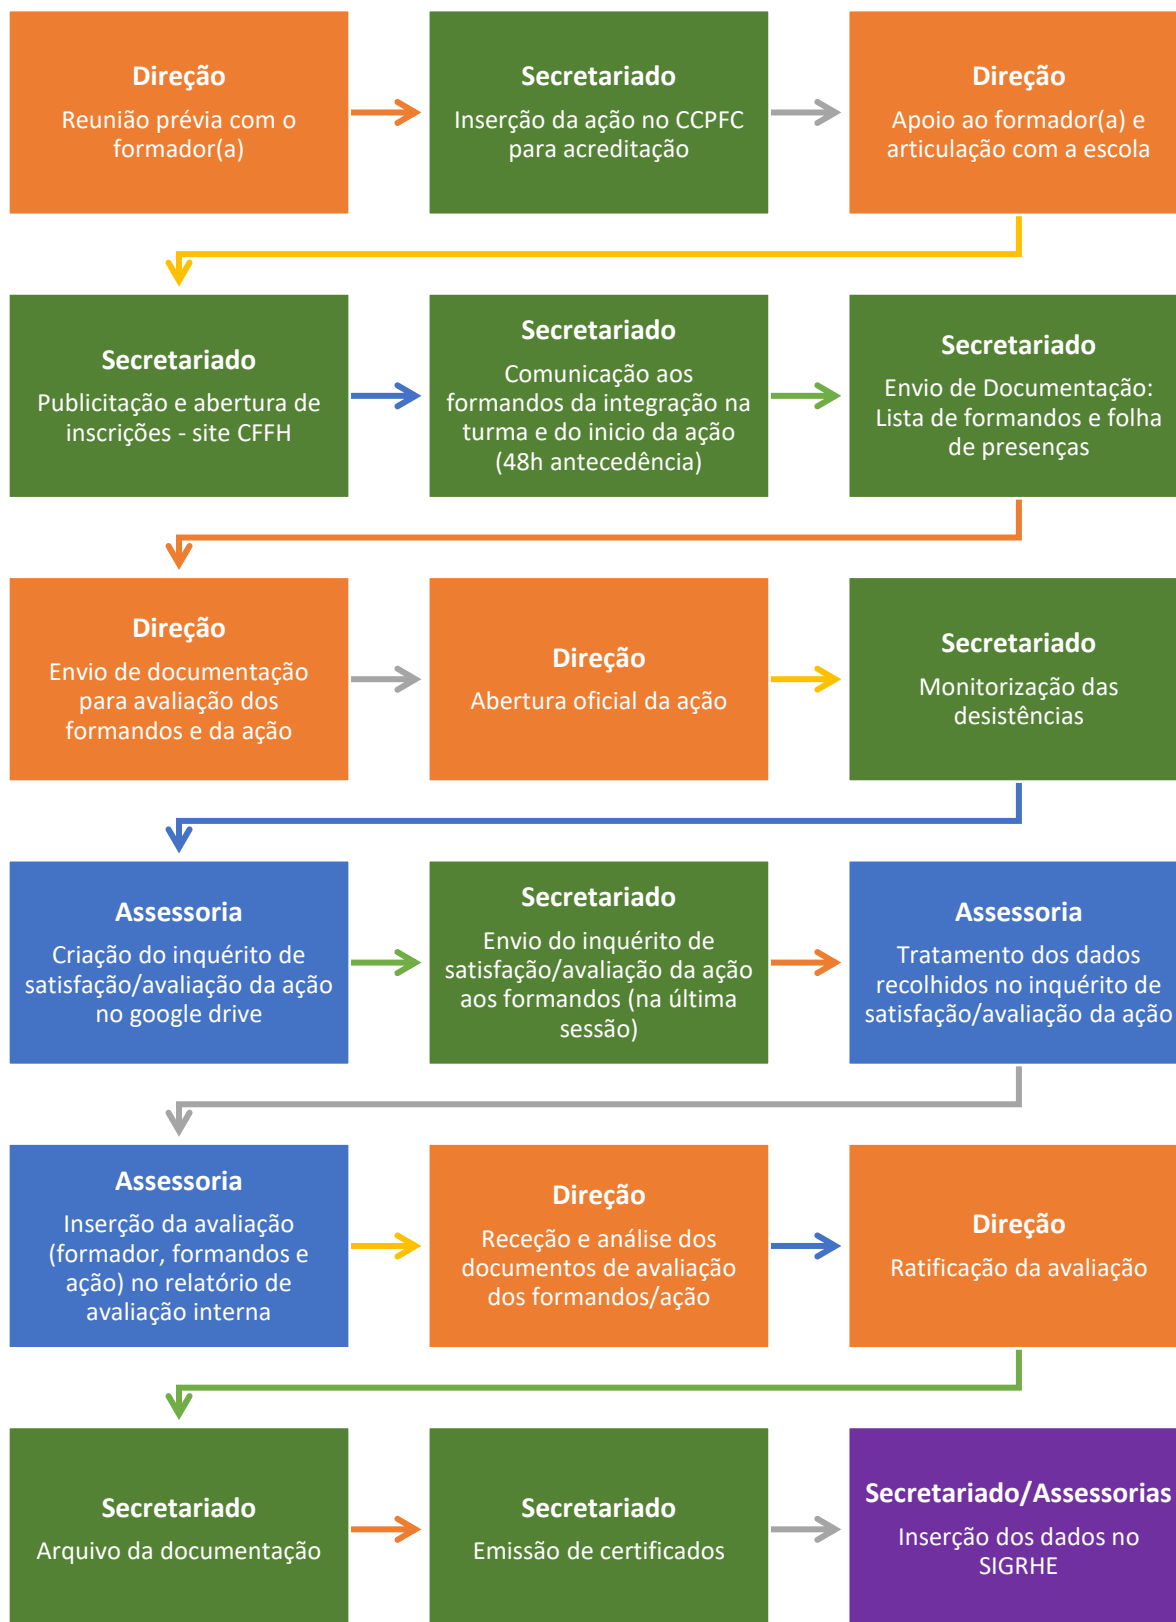 Direção
Reunião prévia com o
formador(a)
Secretariado
Inserção da ação no CCPFC
para acreditação
Direção
Apoio ao formador(a) e
articulação com a escola
Secretariado
Publicitação e abertura de
inscrições - site CFFH
Secretariado
Comunicação aos
formandos da integração na
turma e do inicio da ação
(48h antecedência)
Secretariado
Envio de Documentação:
Lista de formandos e folha
de presenças
Direção
Envio de documentação
para avaliação dos
formandos e da ação
Direção
Abertura oficial da ação
Secretariado
Monitorização das
desistências
Assessoria
Criação do inquérito de
satisfação/avaliação da ação
no google drive
Secretariado
Envio do inquérito de
satisfação/avaliação da ação
aos formandos (na última
sessão)
Assessoria
Tratamento dos dados
recolhidos no inquérito de
satisfação/avaliação da ação
Assessoria
Inserção da avaliação
(formador, formandos e
ação) no relatório de
avaliação interna
Direção
Receção e análise dos
documentos de avaliação
dos formandos/ação
Direção
Ratificação da avaliação
Secretariado
Arquivo da documentação
Secretariado
Emissão de certificados
Secretariado/Assessorias
Inserção dos dados no
SIGRHE